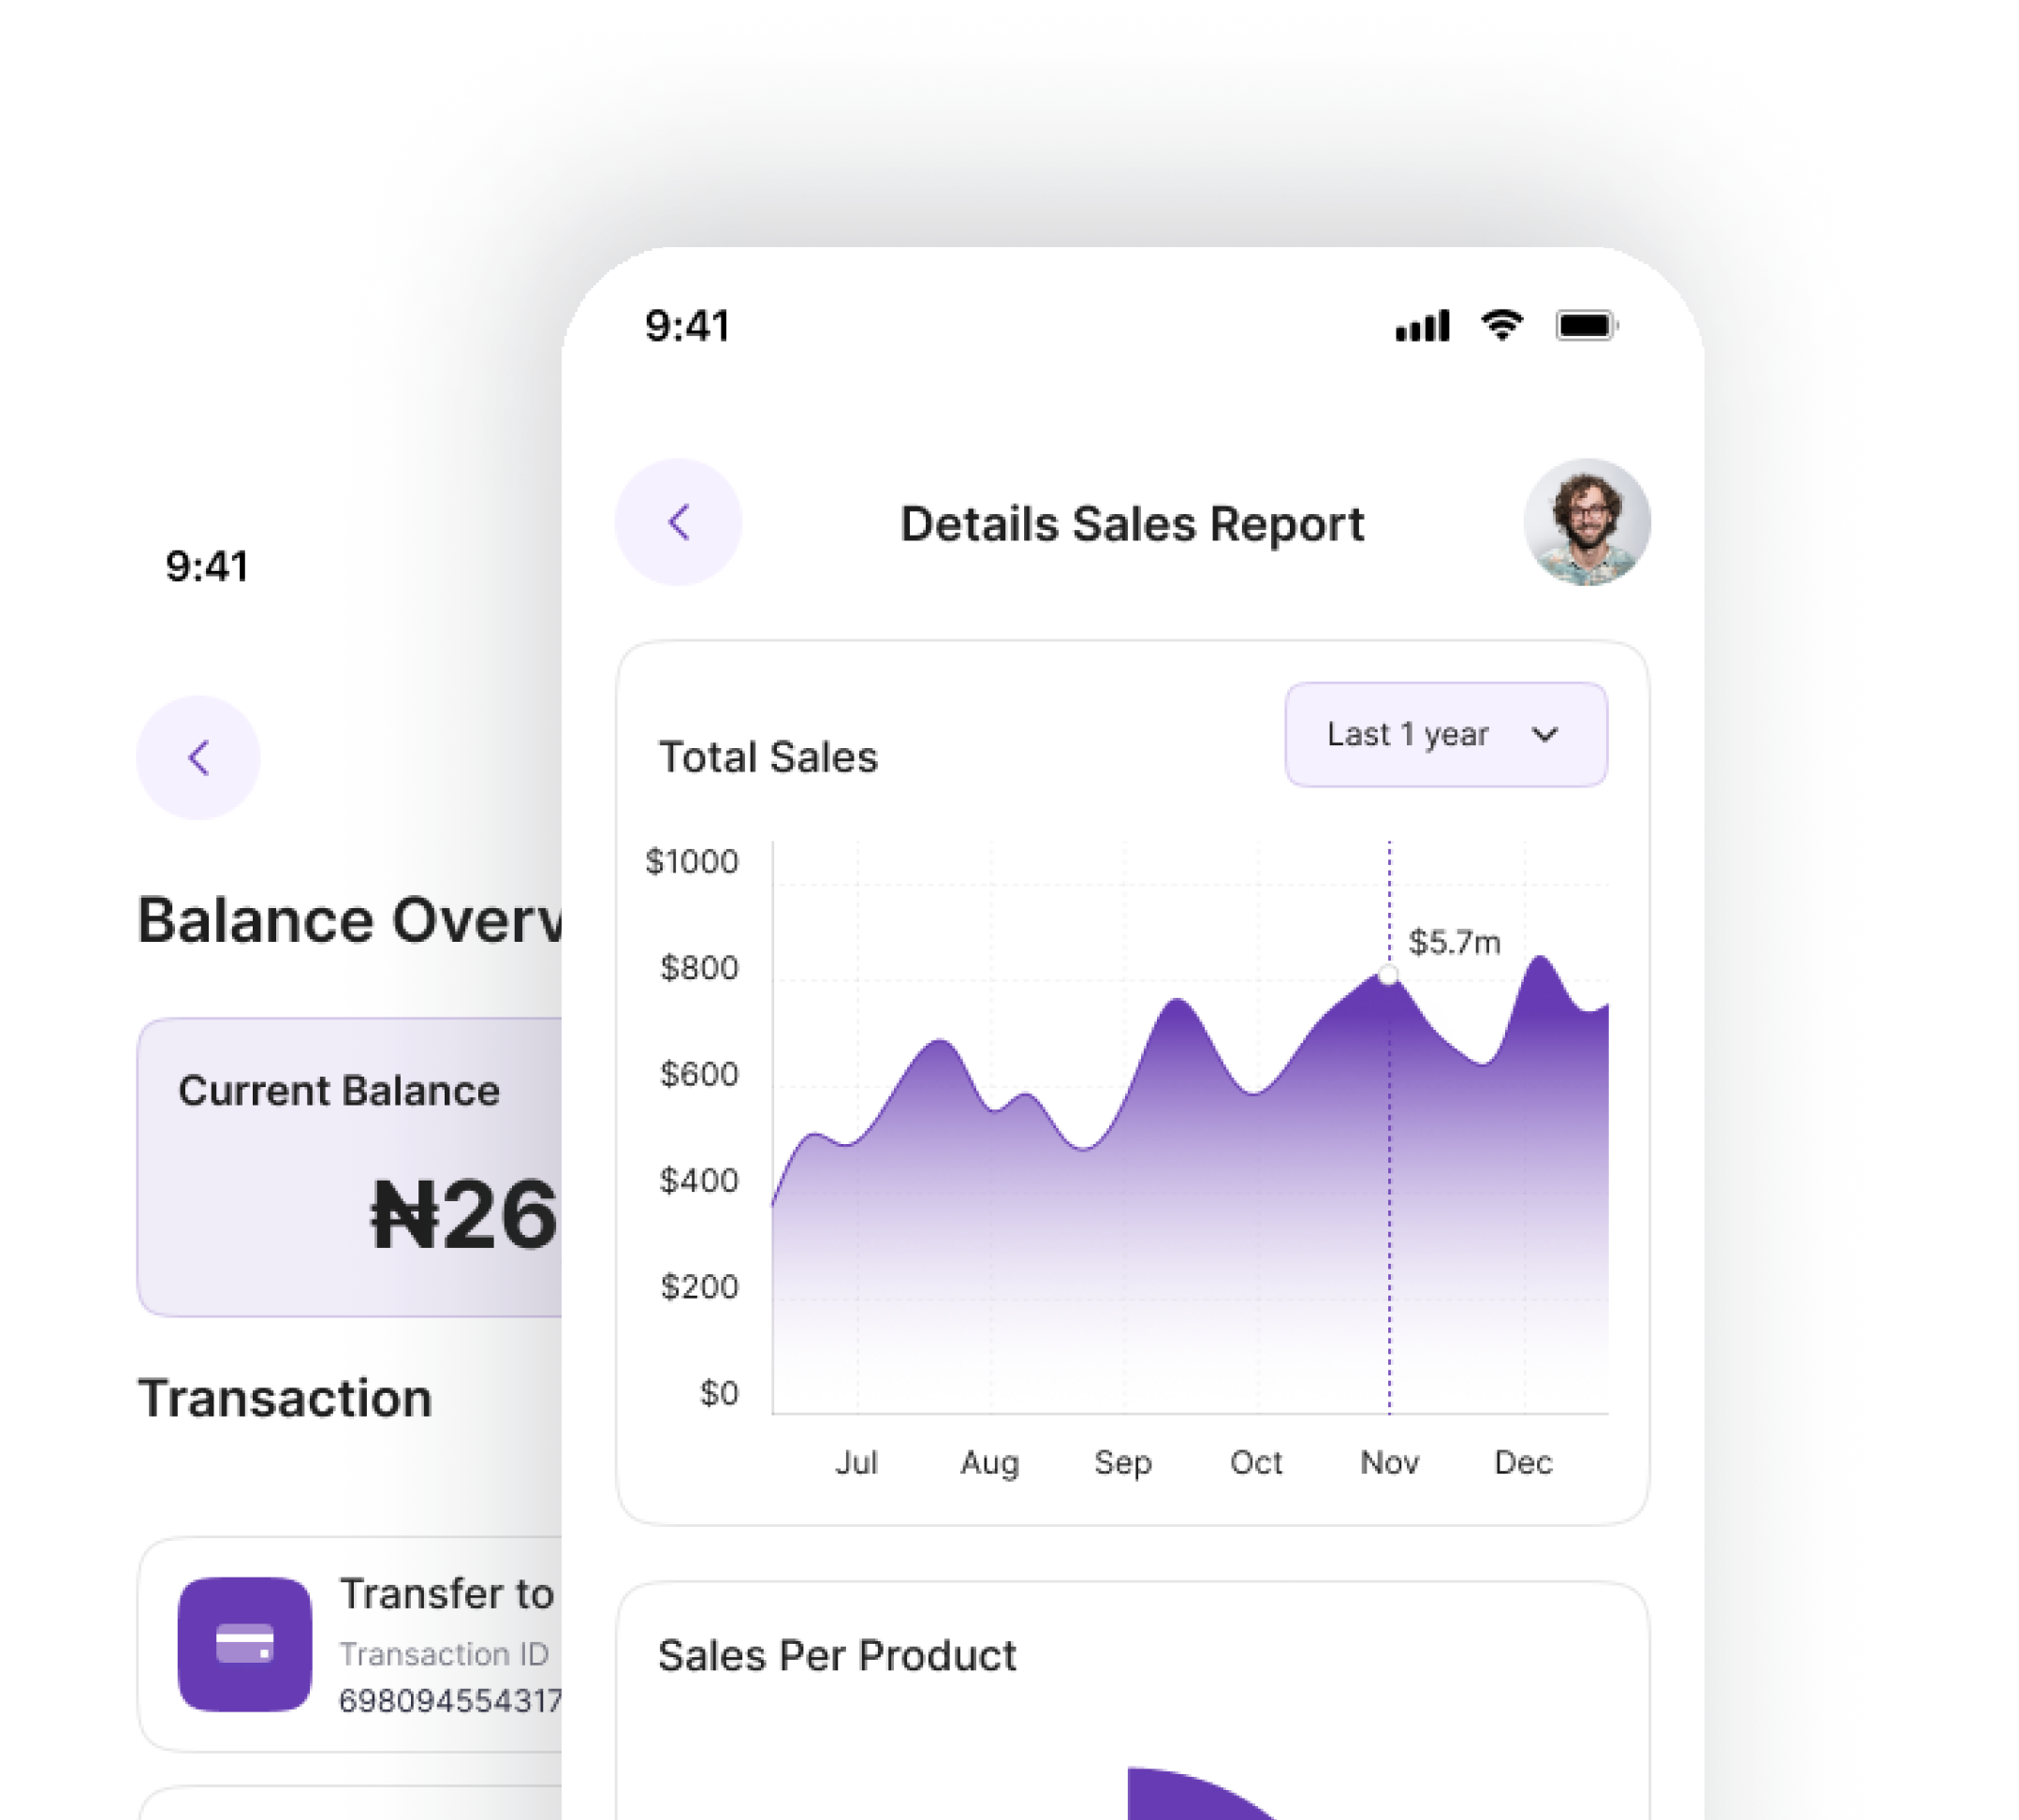 9:41
Details Sales Report
Total Sales
Last 1 year
$1000
$800
$600
$400
$200
$0
$5.7m
Jul Aug Sep Oct Nov Dec
Sales Per Product
9:41
Balance Overv
Current Balance
₦26
Transaction
Transfer to
Transaction ID
698094554317